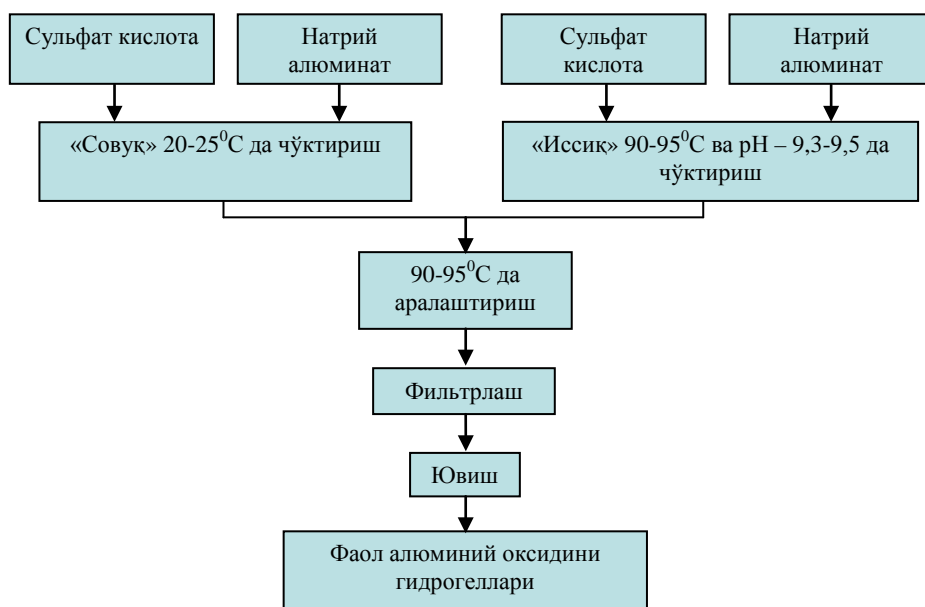 Сульфат кислота
Натрий
алюминат
Сульфат
кислота
Натрий
алюминат
«Совуқ» 20-25⁰С да чўктириш
«Иссиқ» 90-95⁰С ва рН – 9,3-9,5 да
чўктириш
90-95⁰С да
аралаштириш
Фильтрлаш
Ювиш
Фаол алюминий оксидини
гидрогеллари